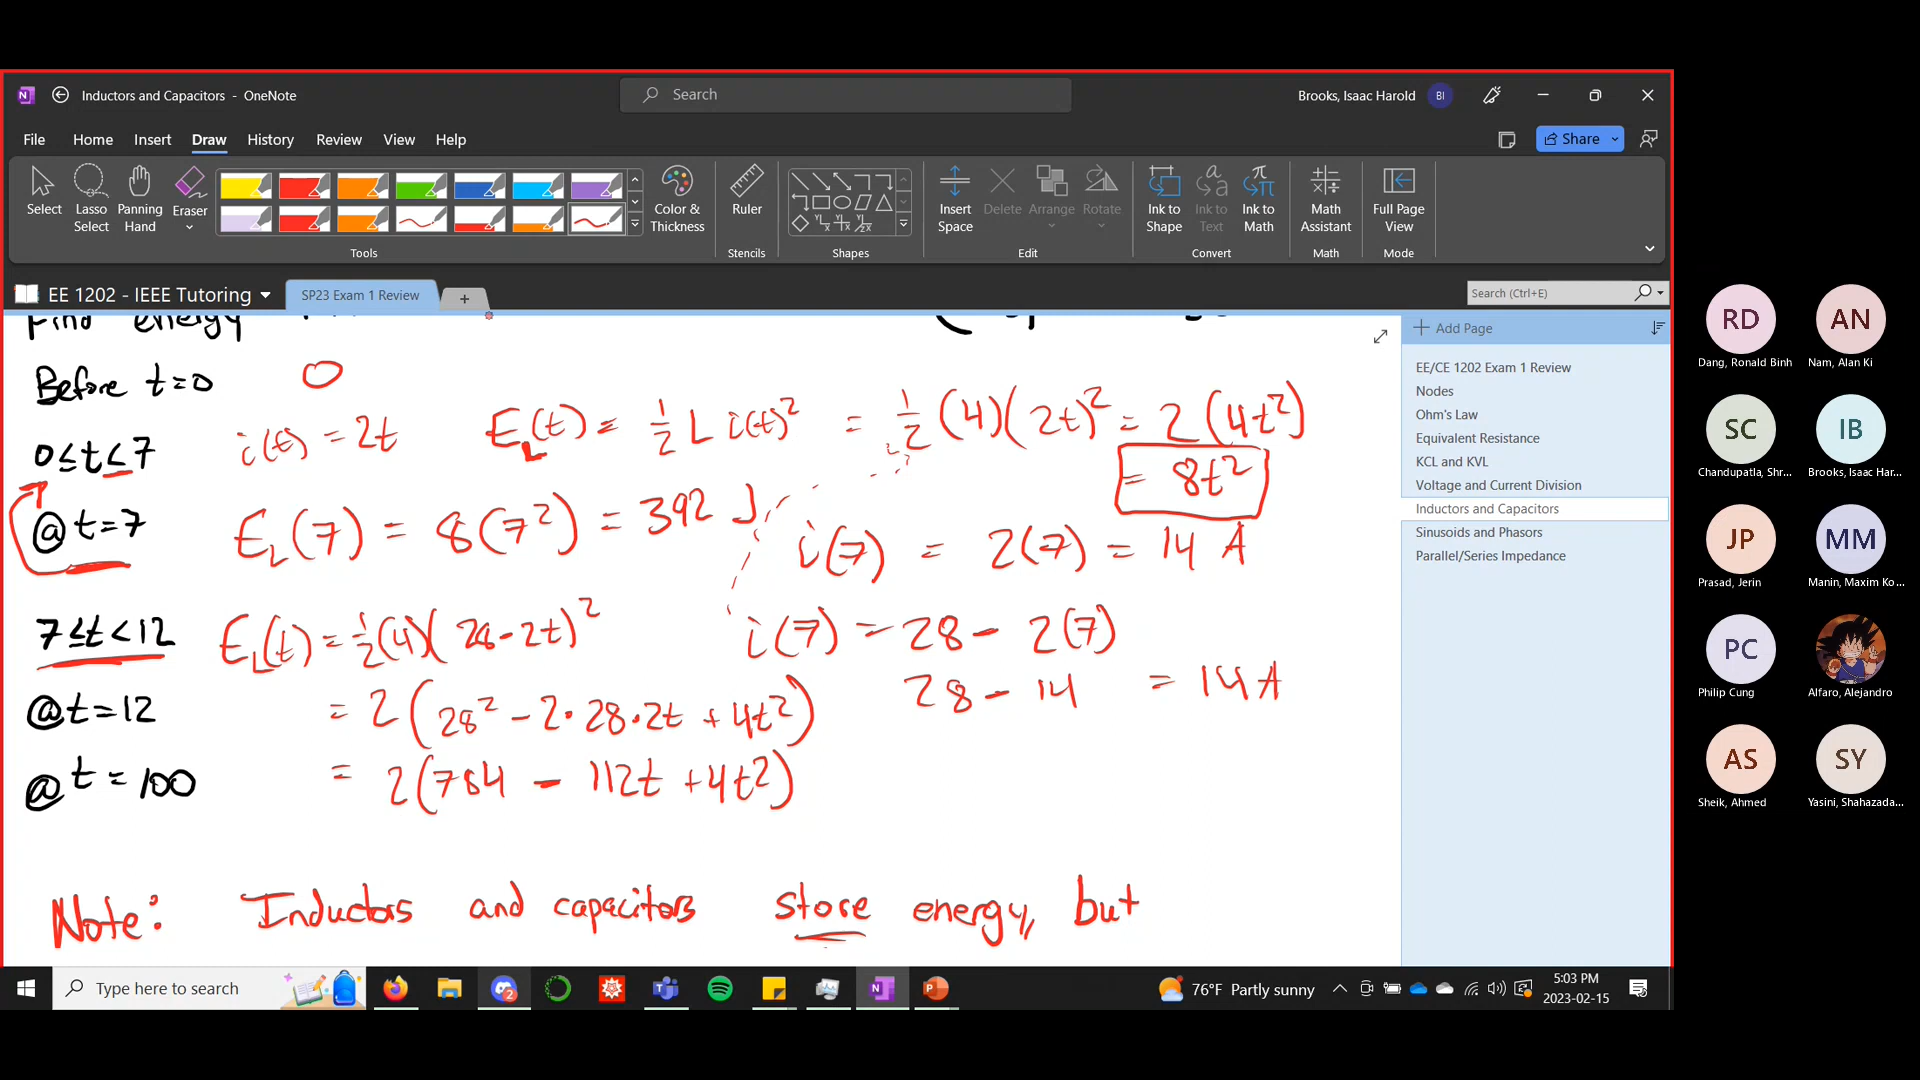 Inductors and Capacitors - OneNote
Search
Brooks, Isaac Harold
BI
File Home Insert Draw History Review View Help
Share
Select
Lasso Select
Panning Hand
Eraser
Color & Thickness
Ruler
Insert Space
Delete
Arrange
Rotate
Ink to Shape
Ink to Text
Ink to Math
Math Assistant
Full Page View
Tools Stencils Shapes Edit Convert Math Mode
EE 1202 - IEEE Tutoring
SP23 Exam 1 Review
+
Search (Ctrl+E)
Find energy
Before t=0 0
0≤t≤7 i(t) = 2t E_L(t) = ½ L i(t)² = ½ (4)(2t)² = 2(4t²)
= 8t²
@ t=7 E_L(7) = 8(7²) = 392 J
i(7) = 2(7) = 14 A
7≤t<12 E_L(t) = ½(4)(28-2t)² i(7) = 28 - 2(7)
28 - 14 = 14A
@t=12 = 2(28² - 2·28·2t + 4t²)
@ t = 100 = 2(784 - 112t + 4t²)
Note: Inductors and capacitors store energy, but
Add Page
EE/CE 1202 Exam 1 Review
Nodes
Ohm's Law
Equivalent Resistance
KCL and KVL
Voltage and Current Division
Inductors and Capacitors
Sinusoids and Phasors
Parallel/Series Impedance
RD
Dang, Ronald Binh
AN
Nam, Alan Ki
SC
Chandupatla, Shr...
IB
Brooks, Isaac Har...
JP
Prasad, Jerin
MM
Manin, Maxim Ko...
PC
Philip Cung
Alfaro, Alejandro
AS
Sheik, Ahmed
SY
Yasini, Shahazada...
Type here to search
2
76°F Partly sunny
5:03 PM
2023-02-15